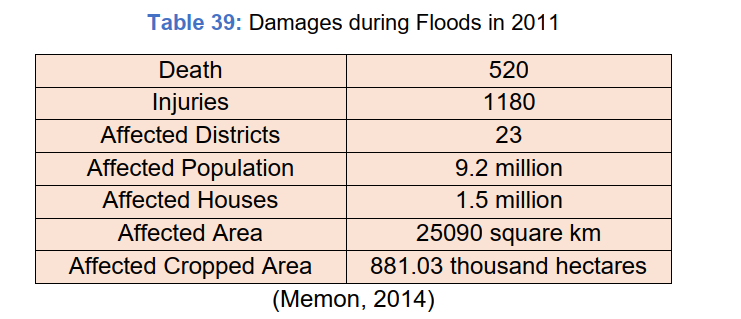 Table 39: Damages during Floods in 2011
Death 520
Injuries 1180
Affected Districts 23
Affected Population 9.2 million
Affected Houses 1.5 million
Affected Area 25090 square km
Affected Cropped Area 881.03 thousand hectares
(Memon, 2014)